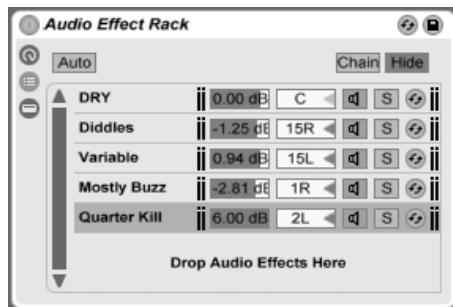 Audio Effect Rack
Auto Chain Hide
DRY 0.00 dB C S
Diddles -1.25 dB 15R S
Variable 0.94 dB 15L S
Mostly Buzz -2.81 dB 1R S
Quarter Kill 6.00 dB 2L S
Drop Audio Effects Here